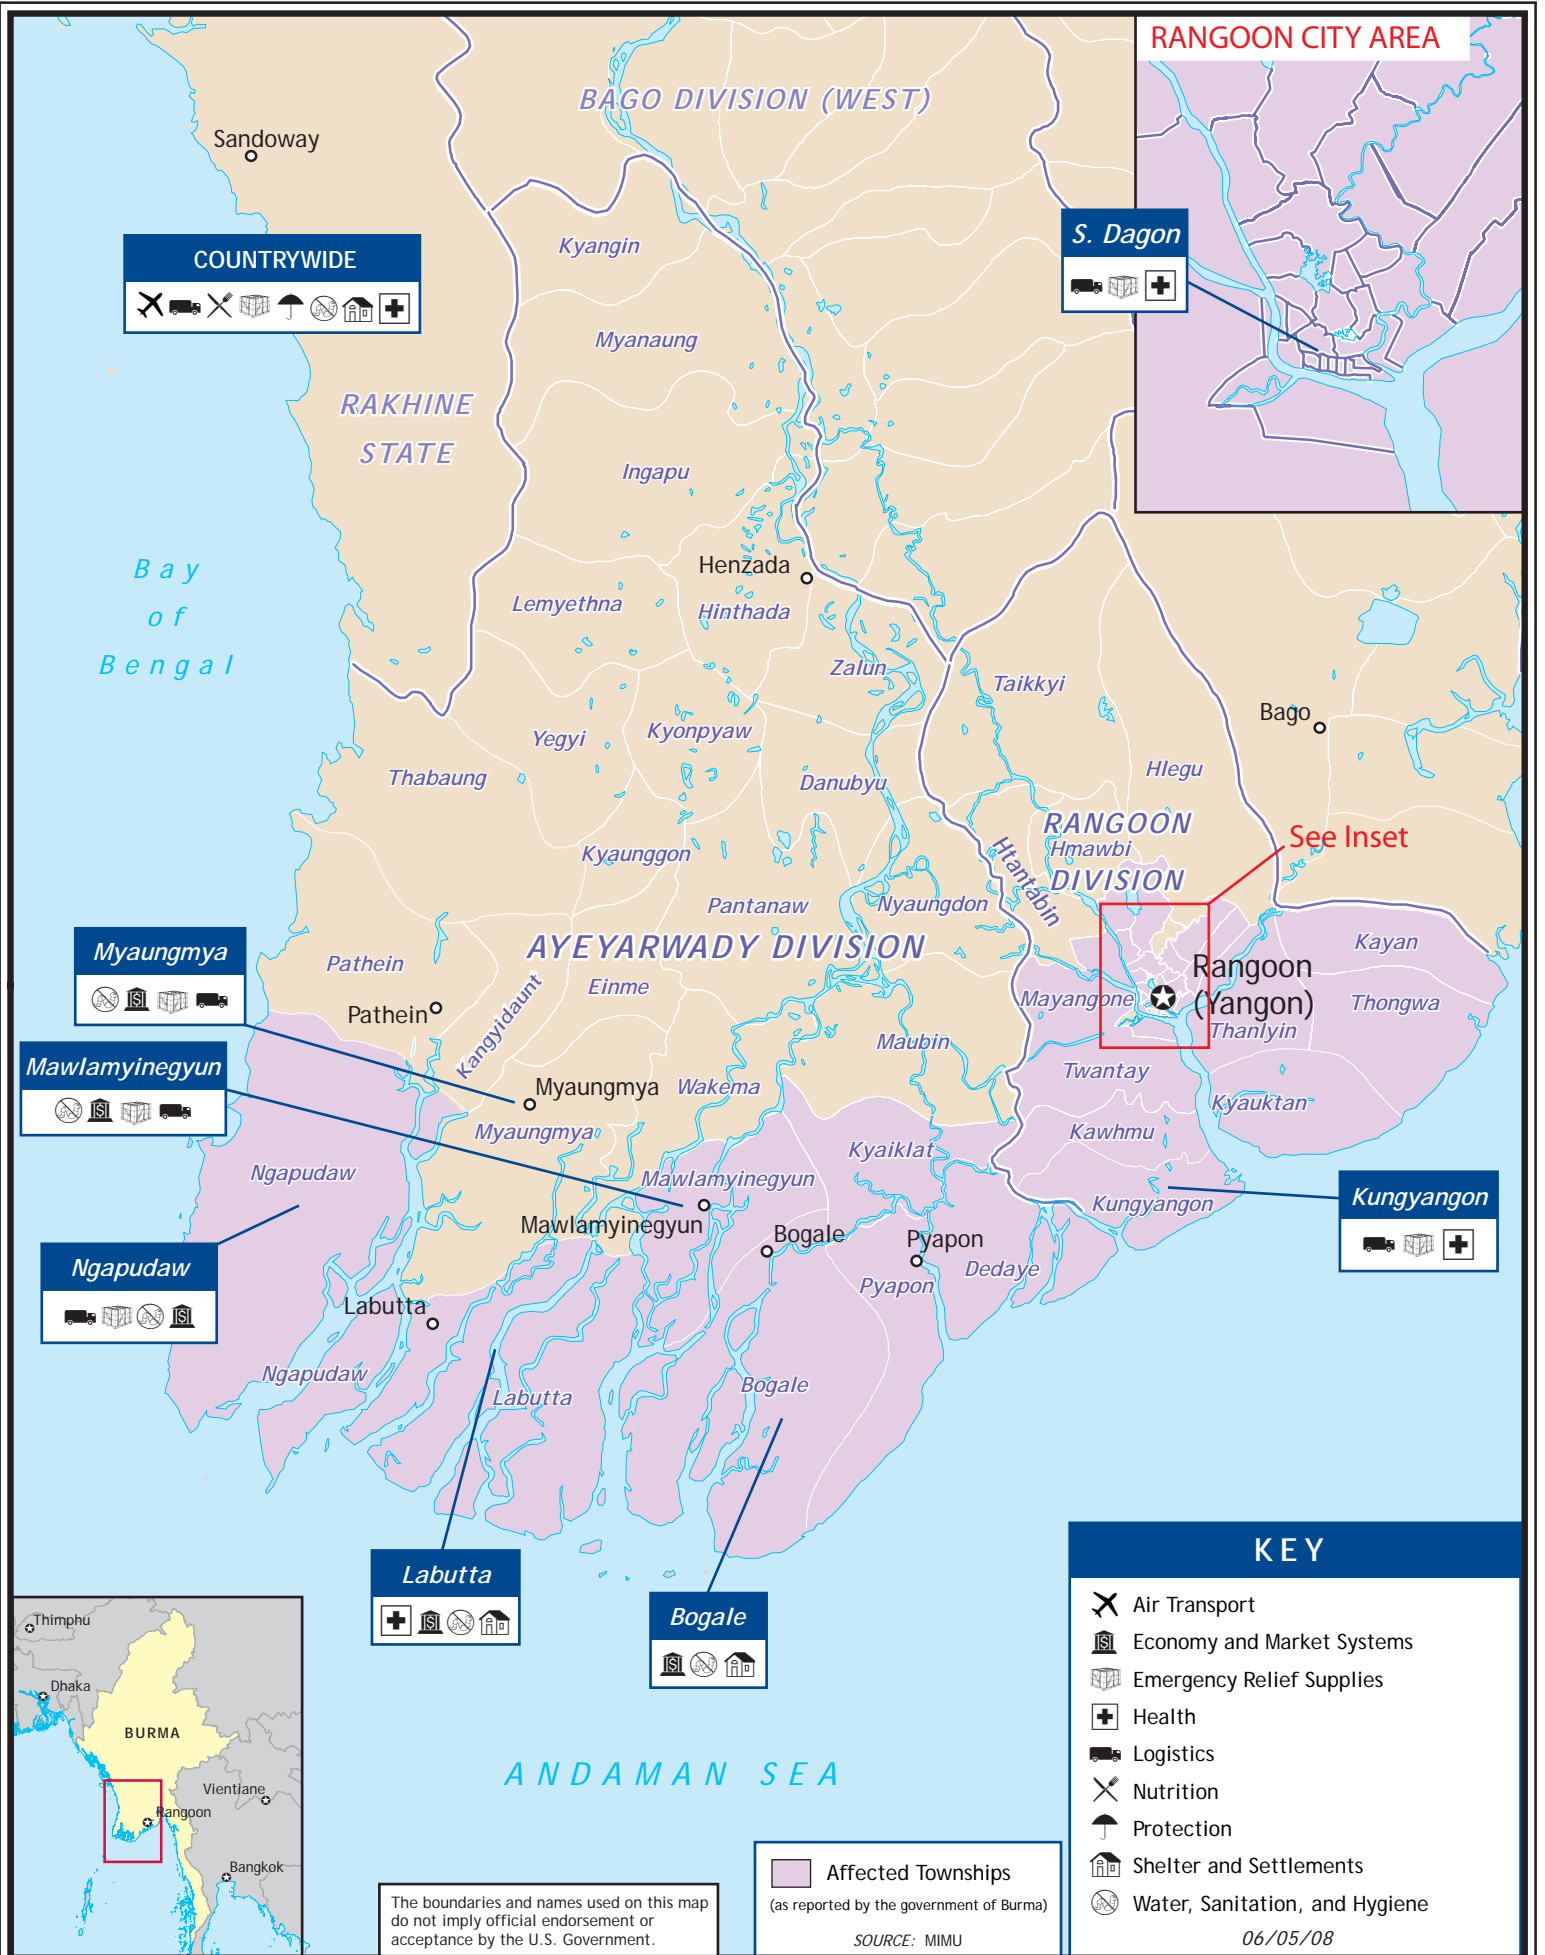 RANGOON CITY AREA
BAGO DIVISION (WEST)
Sandoway
S. Dagon
Kyangin
COUNTRYWIDE
Myanaung
RAKHINE
STATE
Ingapu
Bay
of
Bengal
Henzada
Lemyethna
Hinthada
Zalun
Taikkyi
Bago
Yegyi
Kyonpyaw
Thabaung
Danubyu
Hlegu
RANGOON
DIVISION
Hmawbi
See Inset
Htantabin
Kyaunggon
Pantanaw
Nyaungdon
AYEYARWADY DIVISION
Kayan
Myaungmya
Pathein
Einme
Rangoon
(Yangon)
Mayangone
Thongwa
Pathein
Kangyidaunt
Thanlyin
Maubin
Mawlamyinegyun
Myaungmya
Wakema
Twantay
Kyauktan
Myaungmya
Kawhmu
Kyaiklat
Ngapudaw
Mawlamyinegyun
Kungyangon
Kungyangon
Mawlamyinegyun
Bogale
Pyapon
Dedaye
Pyapon
Ngapudaw
Labutta
Ngapudaw
Labutta
Bogale
Labutta
Bogale
KEY
Air Transport
Economy and Market Systems
Emergency Relief Supplies
Health
Logistics
Nutrition
Protection
Shelter and Settlements
Water, Sanitation, and Hygiene
06/05/08
Thimphu
Dhaka
BURMA
Vientiane
Rangoon
Bangkok
ANDAMAN SEA
The boundaries and names used on this map
do not imply official endorsement or
acceptance by the U.S. Government.
Affected Townships
(as reported by the government of Burma)
SOURCE: MIMU